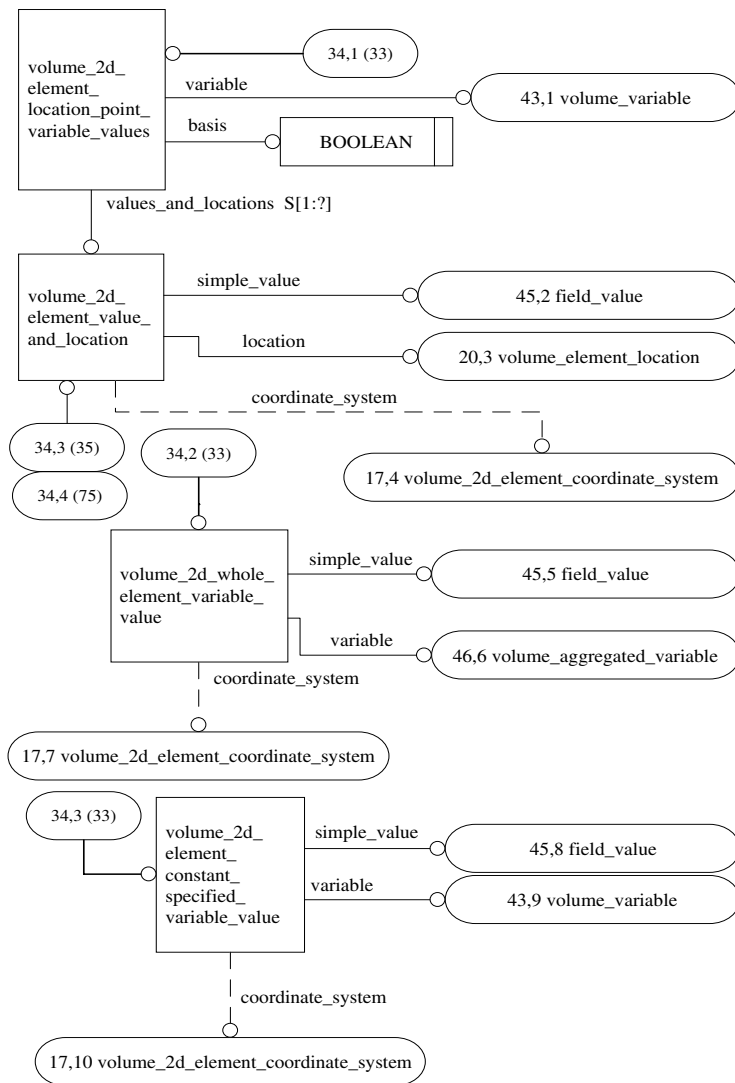 34,1 (33)
volume_2d_
element_
location_point_
variable_values
variable
43,1 volume_variable
basis
BOOLEAN
values_and_locations S[1:?]
volume_2d_
element_value_
and_location
simple_value
45,2 field_value
location
20,3 volume_element_location
coordinate_system
34,3 (35)
34,4 (75)
34,2 (33)
17,4 volume_2d_element_coordinate_system
volume_2d_whole_
element_variable_
value
simple_value
45,5 field_value
variable
46,6 volume_aggregated_variable
coordinate_system
17,7 volume_2d_element_coordinate_system
34,3 (33)
volume_2d_
element_
constant_
specified_
variable_value
simple_value
45,8 field_value
variable
43,9 volume_variable
coordinate_system
17,10 volume_2d_element_coordinate_system